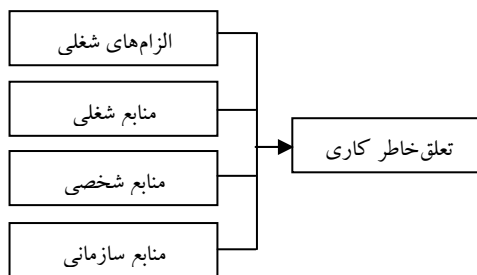 الزام‌های شغلی
منابع شغلی
تعلق‌خاطر کاری
منابع شخصی
منابع سازمانی